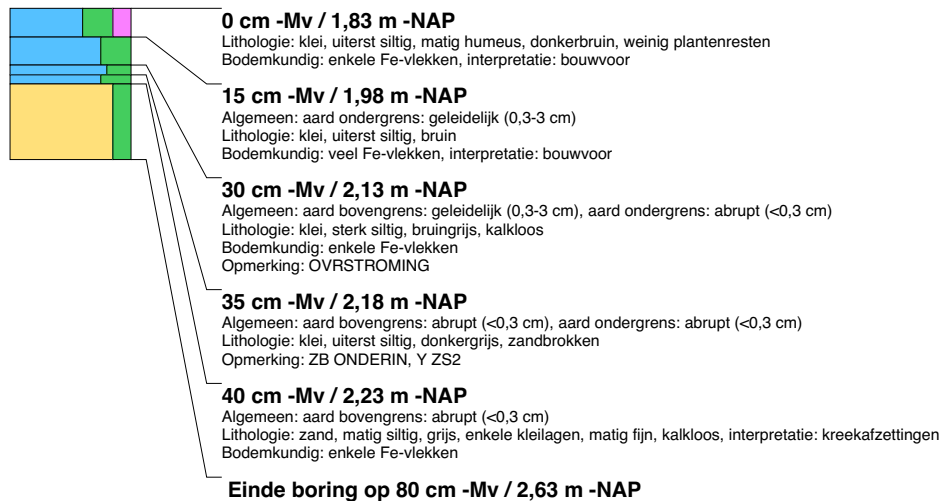 0 cm -Mv / 1,83 m -NAP
Lithologie: klei, uiterst siltig, matig humeus, donkerbruin, weinig plantenresten
Bodemkundig: enkele Fe-vlekken, interpretatie: bouwvoor
15 cm -Mv / 1,98 m -NAP
Algemeen: aard ondergrens: geleidelijk (0,3-3 cm)
Lithologie: klei, uiterst siltig, bruin
Bodemkundig: veel Fe-vlekken, interpretatie: bouwvoor
30 cm -Mv / 2,13 m -NAP
Algemeen: aard bovengrens: geleidelijk (0,3-3 cm), aard ondergrens: abrupt (<0,3 cm)
Lithologie: klei, sterk siltig, bruingrijs, kalkloos
Bodemkundig: enkele Fe-vlekken
Opmerking: OVRSTROMING
35 cm -Mv / 2,18 m -NAP
Algemeen: aard bovengrens: abrupt (<0,3 cm), aard ondergrens: abrupt (<0,3 cm)
Lithologie: klei, uiterst siltig, donkergrijs, zandbrokken
Opmerking: ZB ONDERIN, Y ZS2
40 cm -Mv / 2,23 m -NAP
Algemeen: aard bovengrens: abrupt (<0,3 cm)
Lithologie: zand, matig siltig, grijs, enkele kleilagen, matig fijn, kalkloos, interpretatie: kreekafzettingen
Bodemkundig: enkele Fe-vlekken
Einde boring op 80 cm -Mv / 2,63 m -NAP